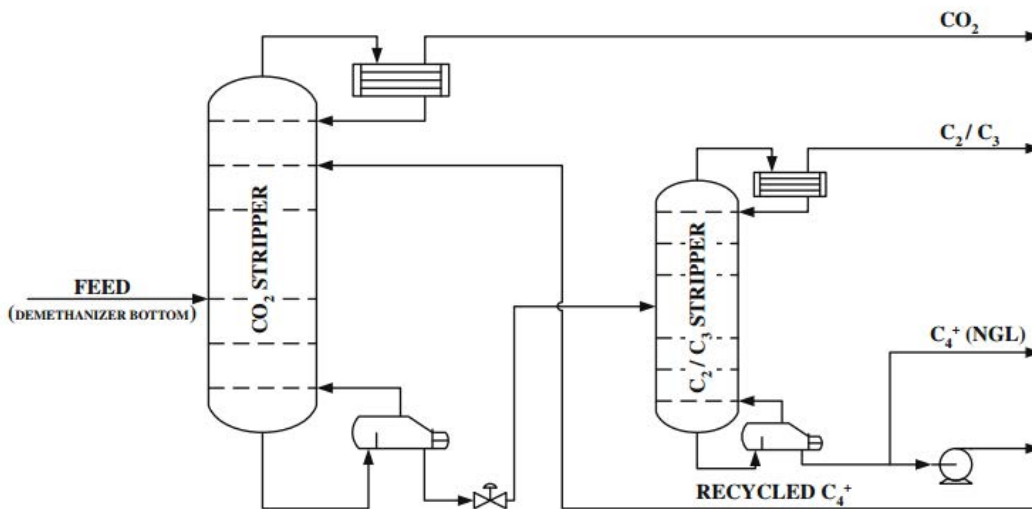 CO₂
C₂ / C₃
CO₂ STRIPPER
FEED
(DEMETHANIZER BOTTOM)
C₂ / C₃ STRIPPER
C₄⁺ (NGL)
RECYCLED C₄⁺